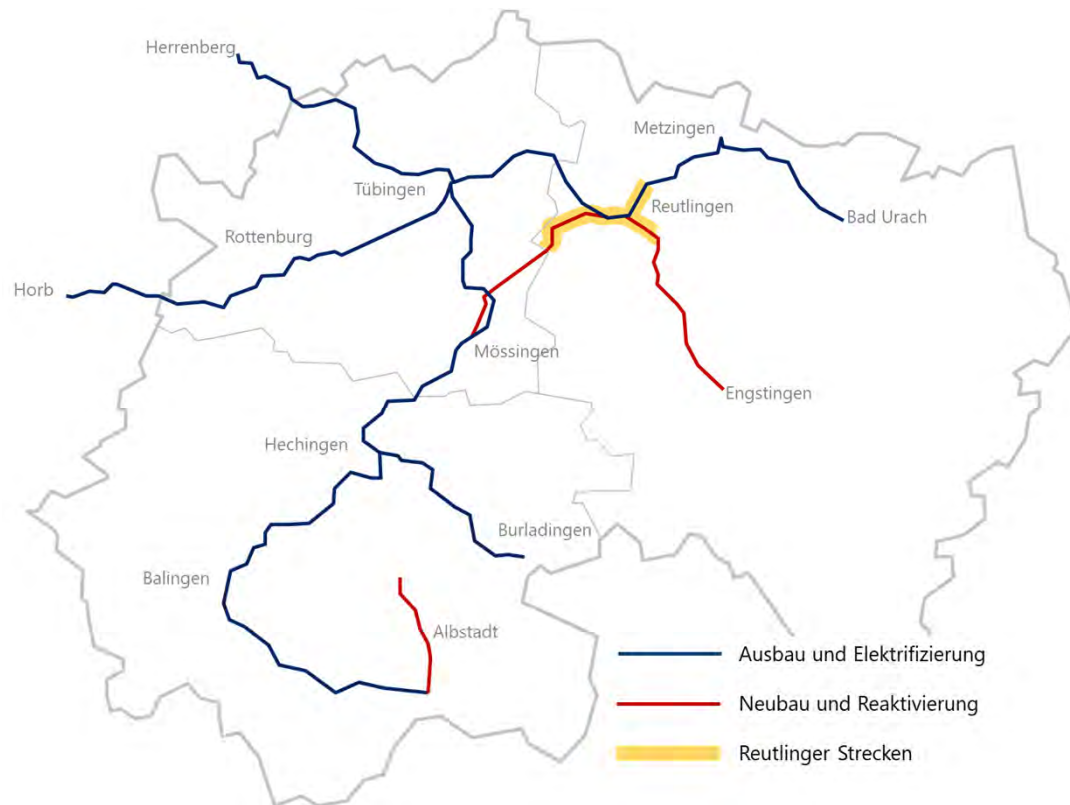 Herrenberg
Metzingen
Tübingen
Reutlingen
Bad Urach
Rottenburg
Horb
Mössingen
Engstingen
Hechingen
Burladingen
Balingen
Albstadt
Ausbau und Elektrifizierung
Neubau und Reaktivierung
Reutlinger Strecken